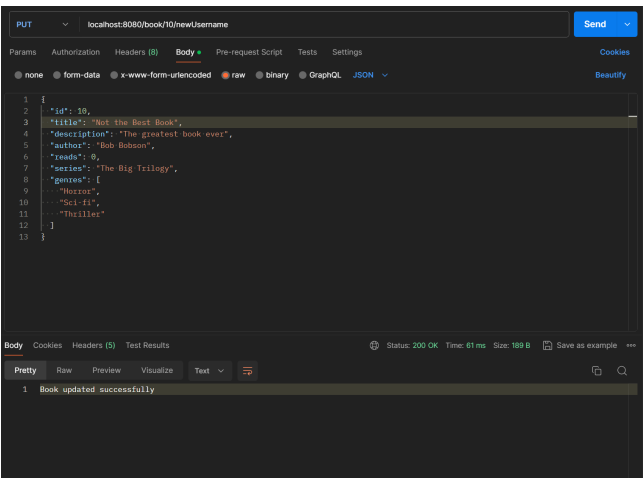 PUT localhost:8080/book/10/newUsername Send
Params Authorization Headers (8) Body Pre-request Script Tests Settings Cookies
none form-data x-www-form-urlencoded raw binary GraphQL JSON Beautify
1 {
2 "id": 10,
3 "title": "Not the Best Book",
4 "description": "The greatest book ever",
5 "author": "Bob Bobson",
6 "reads": 0,
7 "series": "The Big Trilogy",
8 "genres": [
9 "Horror",
10 "Sci-fi",
11 "Thriller"
12 ]
13 }
Body Cookies Headers (5) Test Results Status: 200 OK Time: 61 ms Size: 189 B Save as example
Pretty Raw Preview Visualize Text
1 Book updated successfully